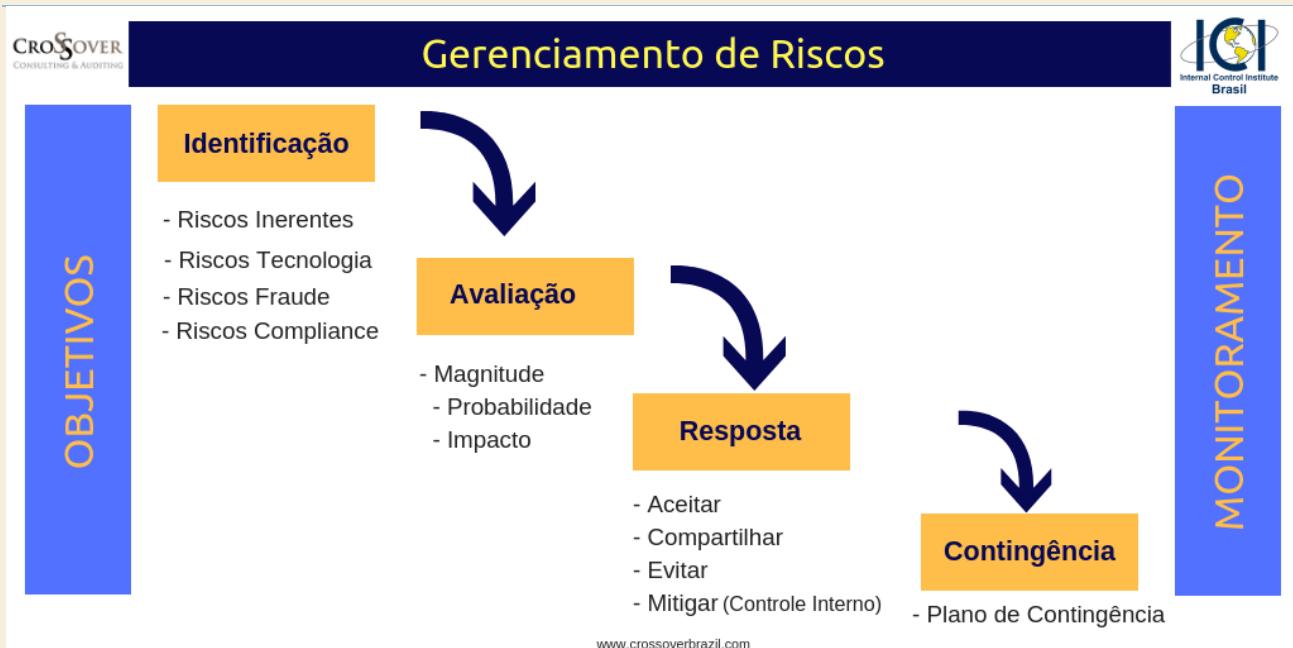 CROSSOVER
CONSULTING & AUDITING
Gerenciamento de Riscos
ICI
Internal Control Institute
Brasil
OBJETIVOS
Identificação
- Riscos Inerentes
- Riscos Tecnologia
- Riscos Fraude
- Riscos Compliance
Avaliação
- Magnitude
- Probabilidade
- Impacto
Resposta
- Aceitar
- Compartilhar
- Evitar
- Mitigar (Controle Interno)
Contingência
- Plano de Contingência
MONITORAMENTO
www.crossoverbrazil.com